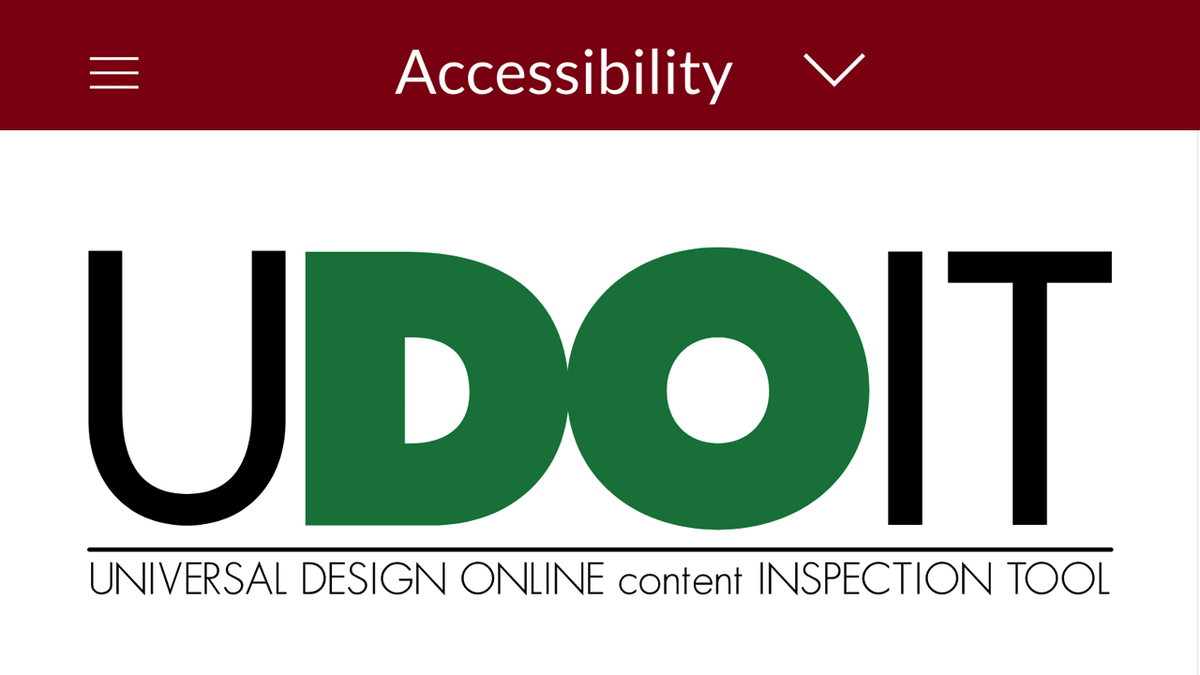 Accessibility
UDOIT
UNIVERSAL DESIGN ONLINE content INSPECTION TOOL